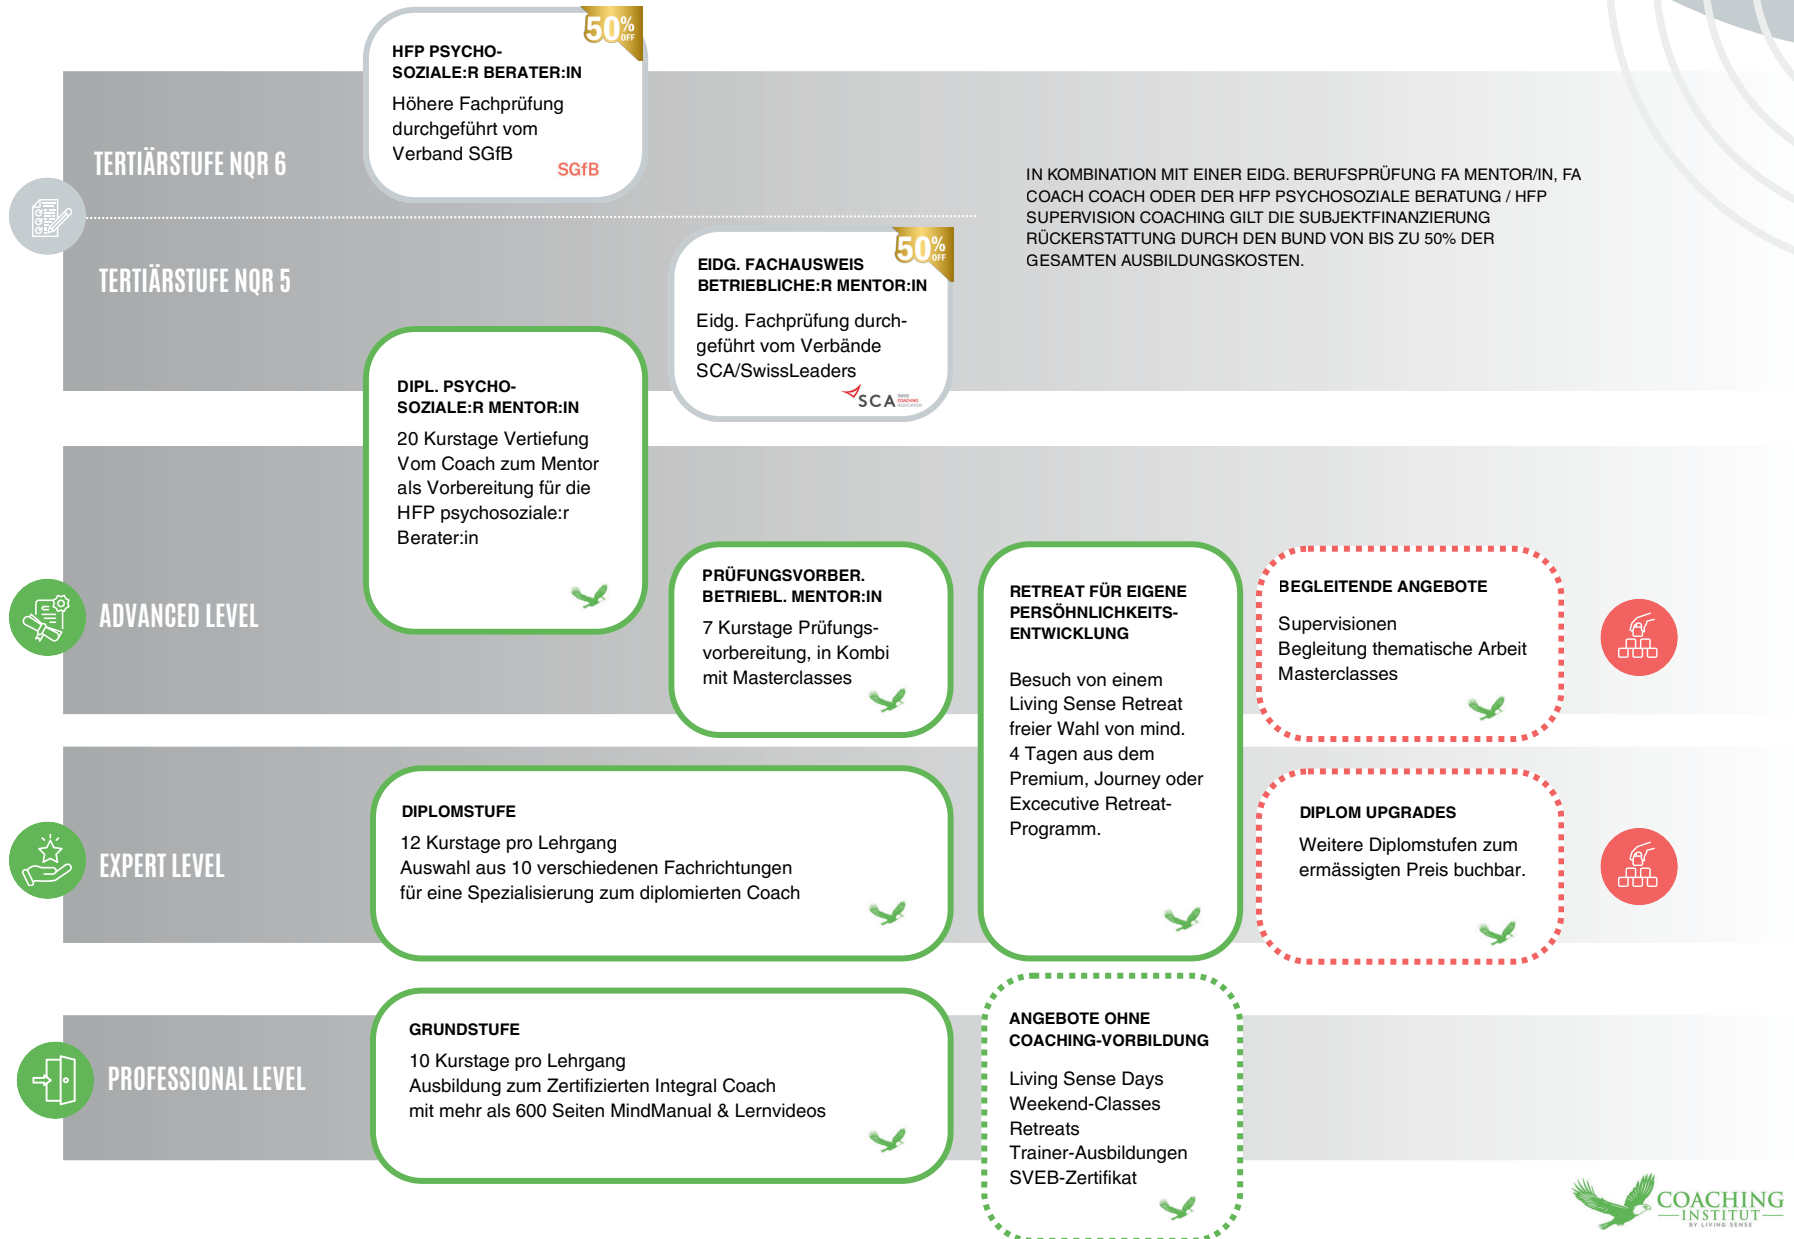 HFP PSYCHO-
SOZIALE:R BERATER:IN
50%
OFF
Höhere Fachprüfung
durchgeführt vom
Verband SGfB
SGfB
TERTIÄRSTUFE NQR 6
IN KOMBINATION MIT EINER EIDG. BERUFSPRÜFUNG FA MENTOR/IN, FA
COACH COACH ODER DER HFP PSYCHOSOZIALE BERATUNG / HFP
SUPERVISION COACHING GILT DIE SUBJEKTFINANZIERUNG
RÜCKERSTATTUNG DURCH DEN BUND VON BIS ZU 50% DER
GESAMTEN AUSBILDUNGSKOSTEN.
TERTIÄRSTUFE NQR 5
EIDG. FACHAUSWEIS
BETRIEBLICHE:R MENTOR:IN
50%
OFF
Eidg. Fachprüfung durch-
geführt vom Verbände
SCA/SwissLeaders
SCA
SWISS
COACHING
ASSOCIATION
DIPL. PSYCHO-
SOZIALE:R MENTOR:IN
20 Kurstage Vertiefung
Vom Coach zum Mentor
als Vorbereitung für die
HFP psychosoziale:r
Berater:in
ADVANCED LEVEL
PRÜFUNGSVORBER.
BETRIEBL. MENTOR:IN
7 Kurstage Prüfungs-
vorbereitung, in Kombi
mit Masterclasses
RETREAT FÜR EIGENE
PERSÖHNLICHKEITS-
ENTWICKLUNG
Besuch von einem
Living Sense Retreat
freier Wahl von mind.
4 Tagen aus dem
Premium, Journey oder
Excecutive Retreat-
Programm.
BEGLEITENDE ANGEBOTE
Supervisionen
Begleitung thematische Arbeit
Masterclasses
EXPERT LEVEL
DIPLOMSTUFE
12 Kurstage pro Lehrgang
Auswahl aus 10 verschiedenen Fachrichtungen
für eine Spezialisierung zum diplomierten Coach
DIPLOM UPGRADES
Weitere Diplomstufen zum
ermässigten Preis buchbar.
PROFESSIONAL LEVEL
GRUNDSTUFE
10 Kurstage pro Lehrgang
Ausbildung zum Zertifizierten Integral Coach
mit mehr als 600 Seiten MindManual & Lernvideos
ANGEBOTE OHNE
COACHING-VORBILDUNG
Living Sense Days
Weekend-Classes
Retreats
Trainer-Ausbildungen
SVEB-Zertifikat
COACHING
INSTITUT
BY LIVING SENSE